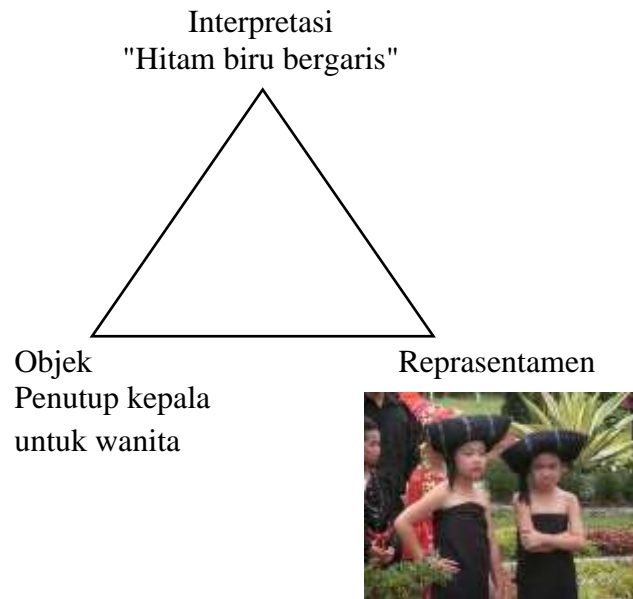 Interpretasi
"Hitam biru bergaris"
Objek
Reprasentamen
Penutup kepala
untuk wanita